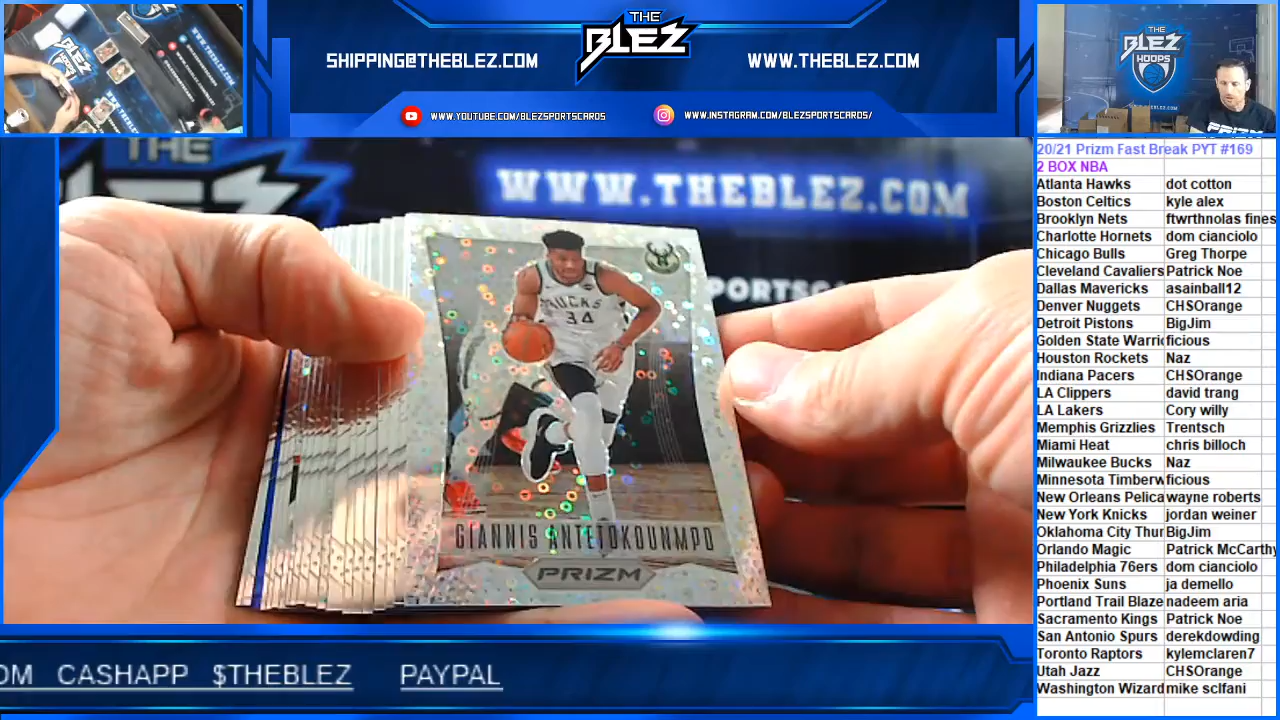 THE
BLEZ
SHIPPING@THEBLEZ.COM
WWW.THEBLEZ.COM
WWW.YOUTUBE.COM/BLEZSPORTSCARDS
WWW.INSTAGRAM.COM/BLEZSPORTSCARDS/
THE
BLEZ
HOOPS
PRIZM
THE
WWW.THEBLEZ.COM
PORTSCA
BUCKS
34
GIANNIS ANTETOKOUNMPO
PRIZM
20/21 Prizm Fast Break PYT #169
2 BOX NBA
Atlanta Hawks dot cotton
Boston Celtics kyle alex
Brooklyn Nets ftwrthnolas fines
Charlotte Hornets dom cianciolo
Chicago Bulls Greg Thorpe
Cleveland Cavaliers Patrick Noe
Dallas Mavericks asainball12
Denver Nuggets CHSOrange
Detroit Pistons BigJim
Golden State Warri ficious
Houston Rockets Naz
Indiana Pacers CHSOrange
LA Clippers david trang
LA Lakers Cory willy
Memphis Grizzlies Trentsch
Miami Heat chris billoch
Milwaukee Bucks Naz
Minnesota Timberw ficious
New Orleans Pelica wayne roberts
New York Knicks jordan weiner
Oklahoma City Thur BigJim
Orlando Magic Patrick McCarthy
Philadelphia 76ers dom cianciolo
Phoenix Suns ja demello
Portland Trail Blaze nadeem aria
Sacramento Kings Patrick Noe
San Antonio Spurs derekdowding
Toronto Raptors kylemclaren7
Utah Jazz CHSOrange
Washington Wizard mike sclfani
OM CASHAPP $THEBLEZ PAYPAL